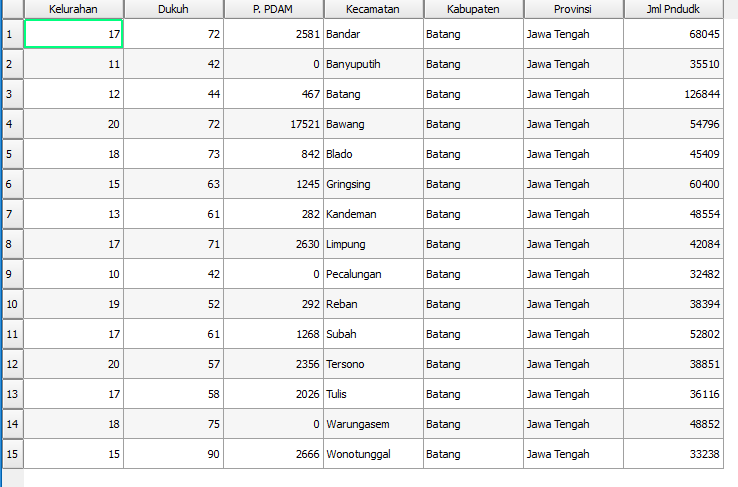 Kelurahan Dukuh P. PDAM Kecamatan Kabupaten Provinsi Jml Pndudk
1 17 72 2581 Bandar Batang Jawa Tengah 68045
2 11 42 0 Banyuputih Batang Jawa Tengah 35510
3 12 44 467 Batang Batang Jawa Tengah 126844
4 20 72 17521 Bawang Batang Jawa Tengah 54796
5 18 73 842 Blado Batang Jawa Tengah 45409
6 15 63 1245 Gringsing Batang Jawa Tengah 60400
7 13 61 282 Kandeman Batang Jawa Tengah 48554
8 17 71 2630 Limpung Batang Jawa Tengah 42084
9 10 42 0 Pecalungan Batang Jawa Tengah 32482
10 19 52 292 Reban Batang Jawa Tengah 38394
11 17 61 1268 Subah Batang Jawa Tengah 52802
12 20 57 2356 Tersono Batang Jawa Tengah 38851
13 17 58 2026 Tulis Batang Jawa Tengah 36116
14 18 75 0 Warungasem Batang Jawa Tengah 48852
15 15 90 2666 Wonotunggal Batang Jawa Tengah 33238